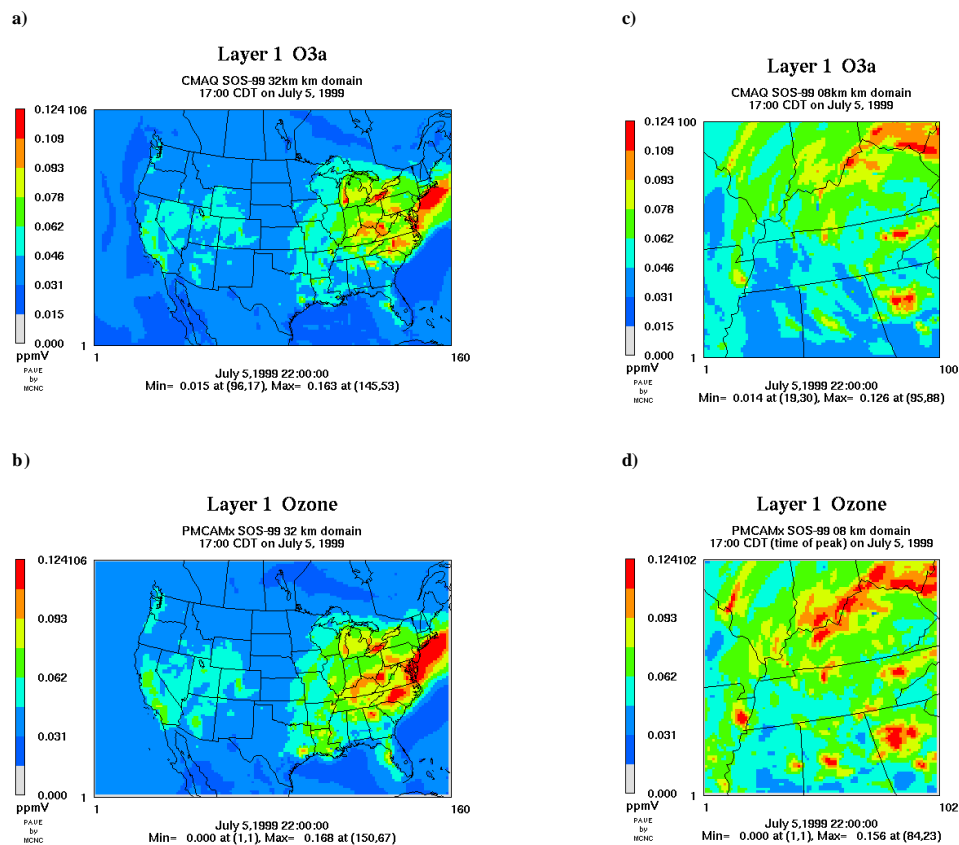 a)
Layer 1 O3a
CMAQ SOS-99 32km km domain
17:00 CDT on July 5, 1999
0.124
0.109
0.093
0.078
0.062
0.046
0.031
0.015
0.000
ppmV
PAVE
by
MCNC
106
1
1
160
July 5,1999 22:00:00
Min= 0.015 at (96,17), Max= 0.163 at (145,53)
c)
Layer 1 O3a
CMAQ SOS-99 08km km domain
17:00 CDT on July 5, 1999
0.124
0.109
0.093
0.078
0.062
0.046
0.031
0.015
0.000
ppmV
PAVE
by
MCNC
100
1
1
100
July 5,1999 22:00:00
Min= 0.014 at (19,30), Max= 0.126 at (95,88)
b)
Layer 1 Ozone
PMCAMx SOS-99 32 km domain
17:00 CDT on July 5, 1999
0.124
0.093
0.062
0.031
0.000
ppmV
PAVE
by
MCNC
106
1
1
160
July 5,1999 22:00:00
Min= 0.000 at (1,1), Max= 0.168 at (150,67)
d)
Layer 1 Ozone
PMCAMx SOS-99 08 km domain
17:00 CDT (time of peak) on July 5, 1999
0.124
0.093
0.062
0.031
0.000
ppmV
PAVE
by
MCNC
102
1
1
102
July 5,1999 22:00:00
Min= 0.000 at (1,1), Max= 0.156 at (84,23)